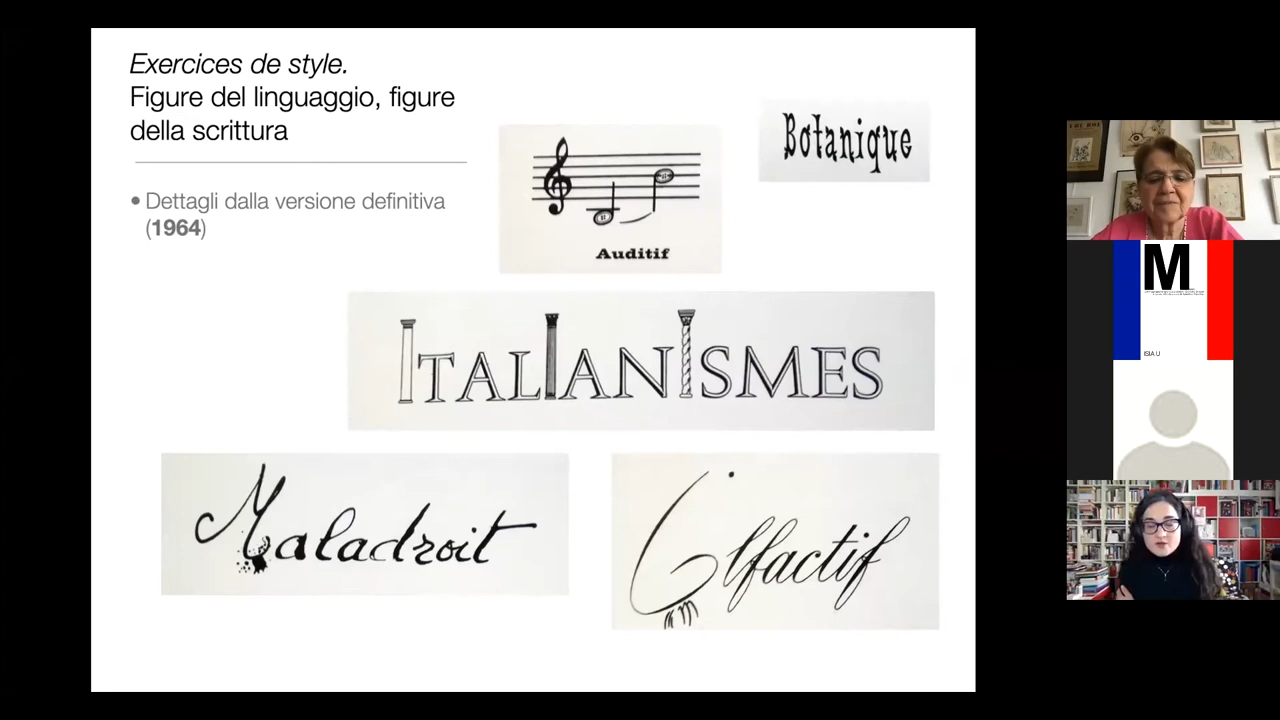 Exercices de style.
Figure del linguaggio, figure
della scrittura
• Dettagli dalla versione definitiva
(1964)
Botanique
Auditif
ITALIANISMES
Maladroit
Olfactif
M
ISIA U